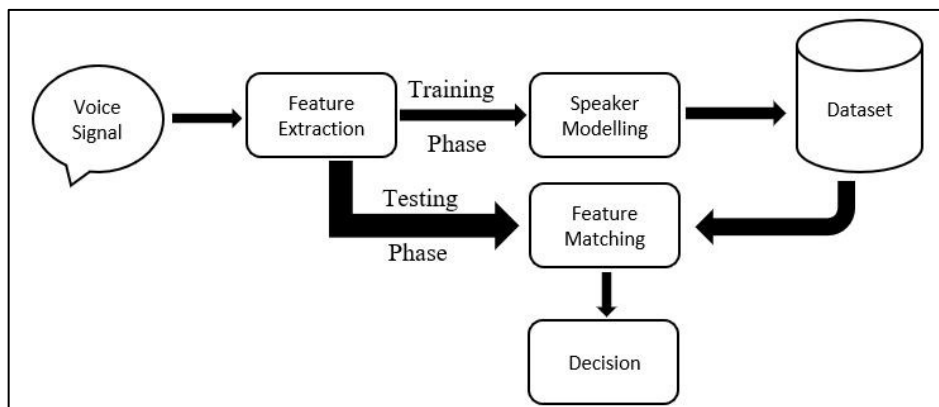 Voice
Signal
Feature
Extraction
Training
Phase
Speaker
Modelling
Dataset
Testing
Phase
Feature
Matching
Decision